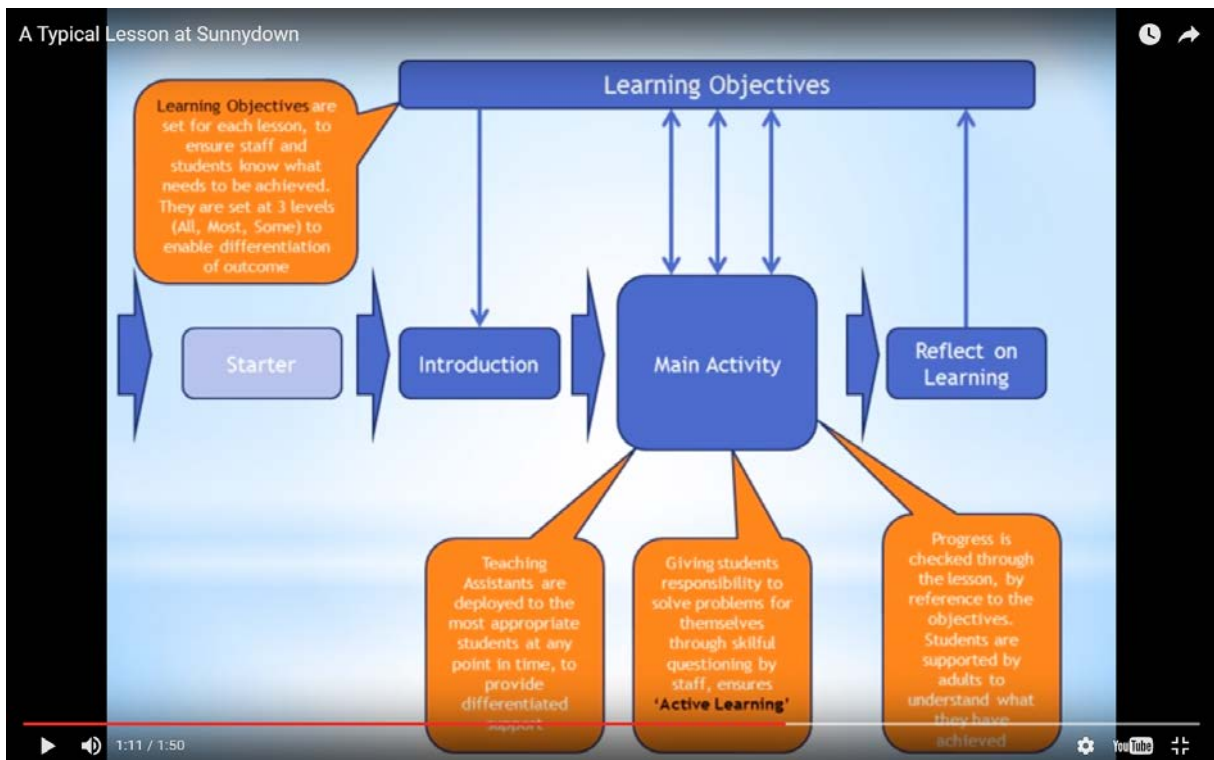 A Typical Lesson at Sunnydown
Learning Objectives
Learning Objectives are
set for each lesson, to
ensure staff and
students know what
needs to be achieved.
They are set at 3 levels
(All, Most, Some) to
enable differentiation
of outcome
Starter
Introduction
Main Activity
Reflect on
Learning
Teaching
Assistants are
deployed to the
most appropriate
students at any
point in time, to
provide
differentiated
support
Giving students
responsibility to
solve problems for
themselves
through skilful
questioning by
staff, ensures
‘Active Learning’
Progress is
checked through
the lesson, by
reference to the
objectives.
Students are
supported by
adults to
understand what
they have
achieved
1:11 / 1:50
YouTube